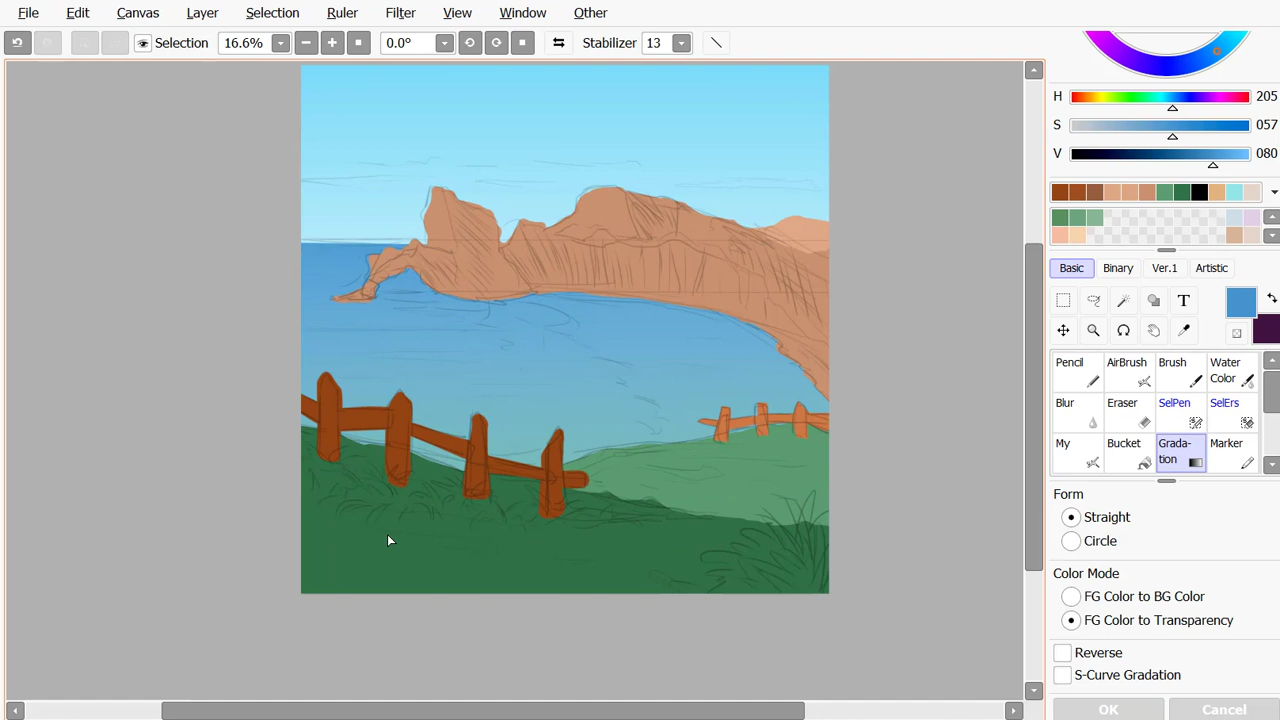 File Edit Canvas Layer Selection Ruler Filter View Window Other
Selection 16.6% 0.0° Stabilizer 13
H 205
S 057
V 080
Basic Binary Ver.1 Artistic
T
Pencil AirBrush Brush Water
Color
Blur Eraser SelPen SelErs
My Bucket Grada-
tion Marker
Form
Straight
Circle
Color Mode
FG Color to BG Color
FG Color to Transparency
Reverse
S-Curve Gradation
OK Cancel